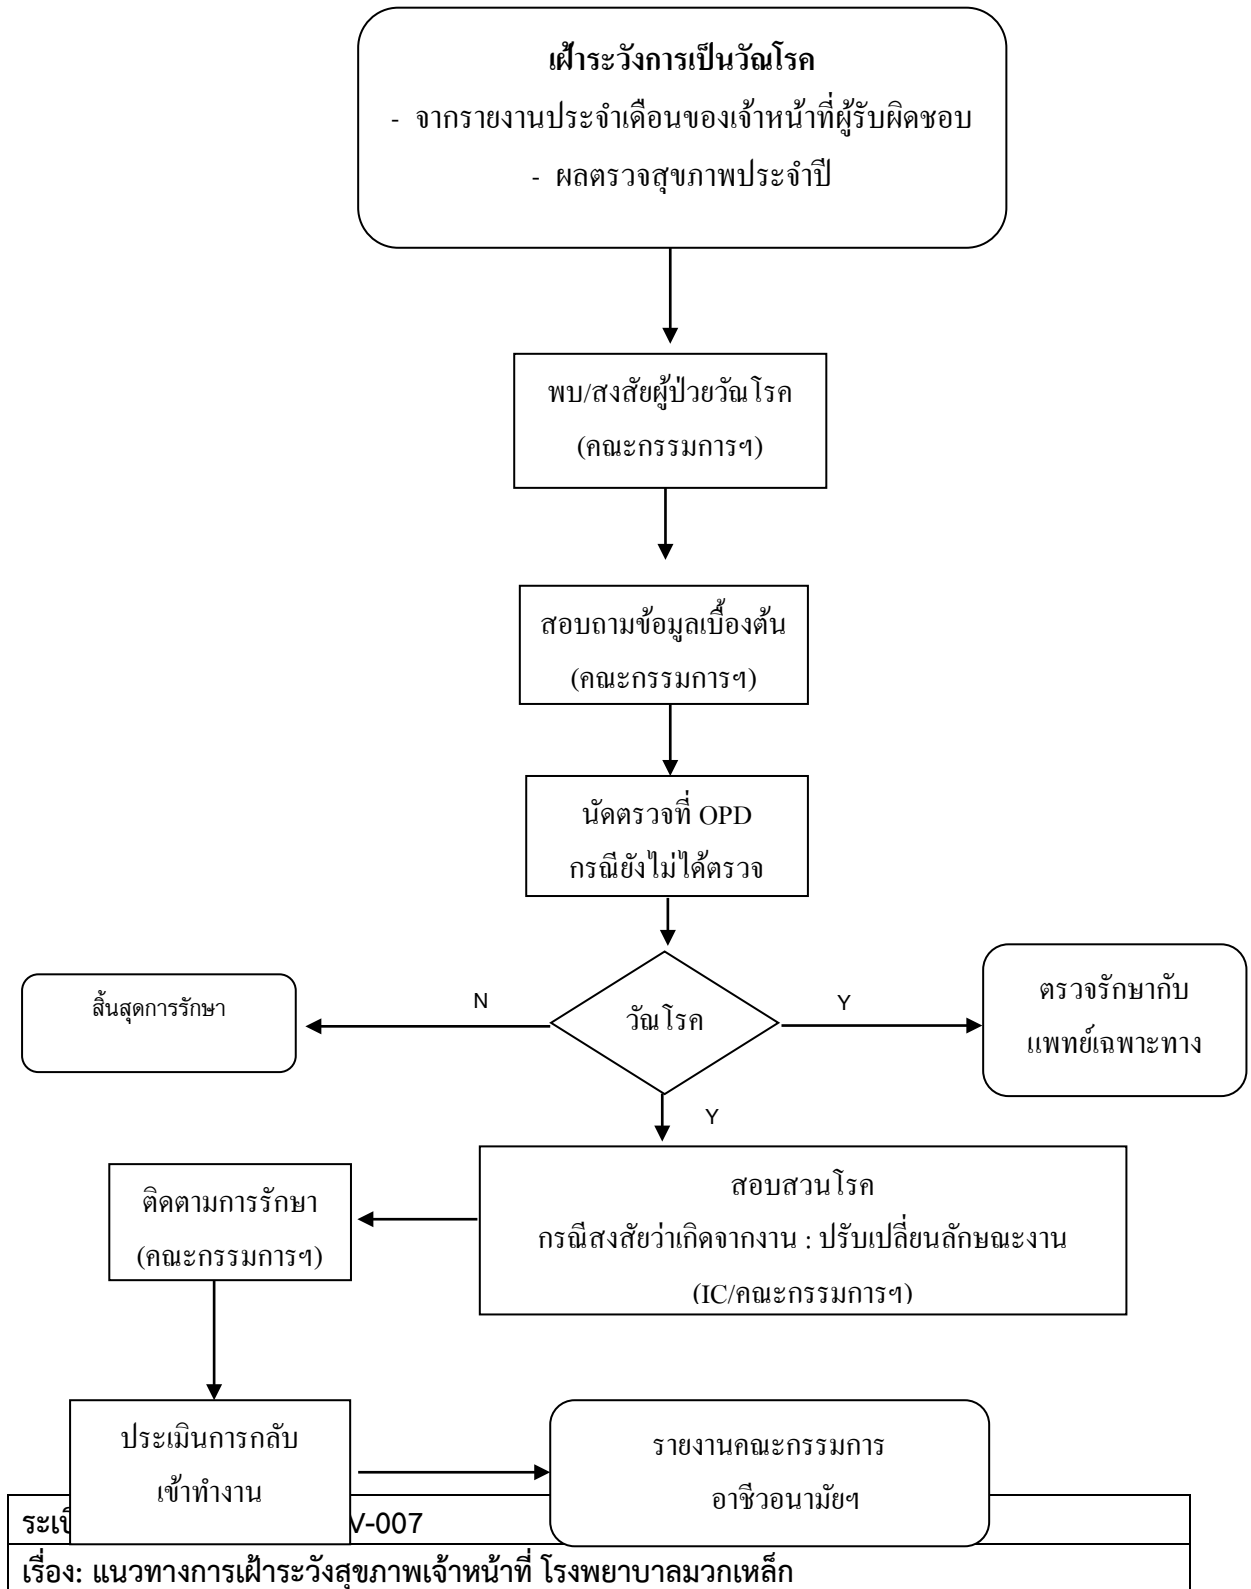 เฝ้าระวังการเป็นวัณโรค
- จากรายงานประจำเดือนของเจ้าหน้าที่ผู้รับผิดชอบ
- ผลตรวจสุขภาพประจำปี
พบ/สงสัยผู้ป่วยวัณโรค
(คณะกรรมการฯ)
สอบถามข้อมูลเบื้องต้น
(คณะกรรมการฯ)
นัดตรวจที่ OPD
กรณียังไม่ได้ตรวจ
สิ้นสุดการรักษา
N
วัณโรค
Y
ตรวจรักษากับ
แพทย์เฉพาะทาง
Y
สอบสวนโรค
กรณีสงสัยว่าเกิดจากงาน : ปรับเปลี่ยนลักษณะงาน
(IC/คณะกรรมการฯ)
ติดตามการรักษา
(คณะกรรมการฯ)
ประเมินการกลับ
เข้าทำงาน
รายงานคณะกรรมการ
อาชีวอนามัยฯ
-007
เรื่อง: แนวทางการเฝ้าระวังสุขภาพเจ้าหน้าที่ โรงพยาบาลมวกเหล็ก